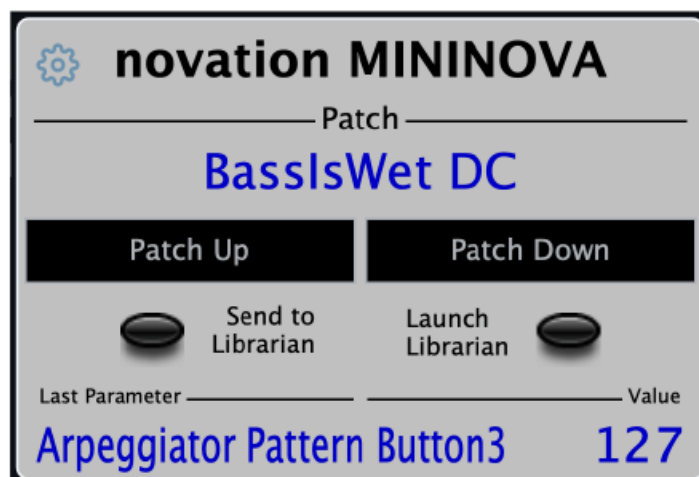 novation MININOVA
Patch
BassIsWet DC
Patch Up
Patch Down
Send to
Librarian
Launch
Librarian
Last Parameter
Value
Arpeggiator Pattern Button3
127